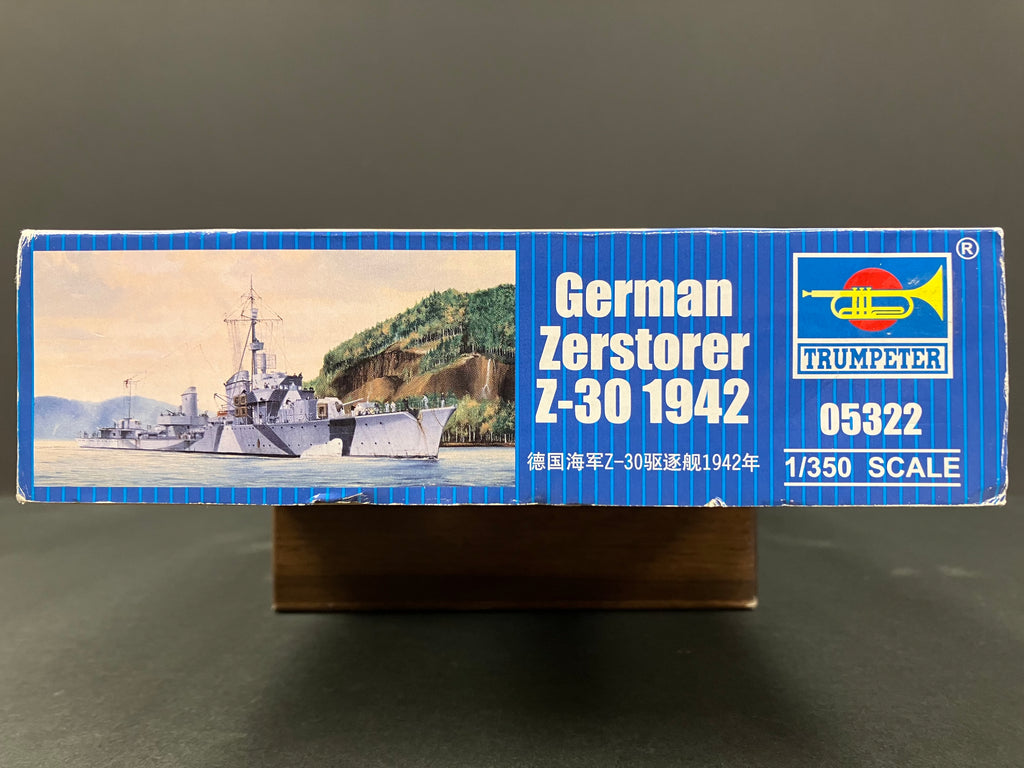 German
Zerstorer
Z-30 1942
德国海军Z-30驱逐舰1942年
®
TRUMPETER
05322
1/350 SCALE